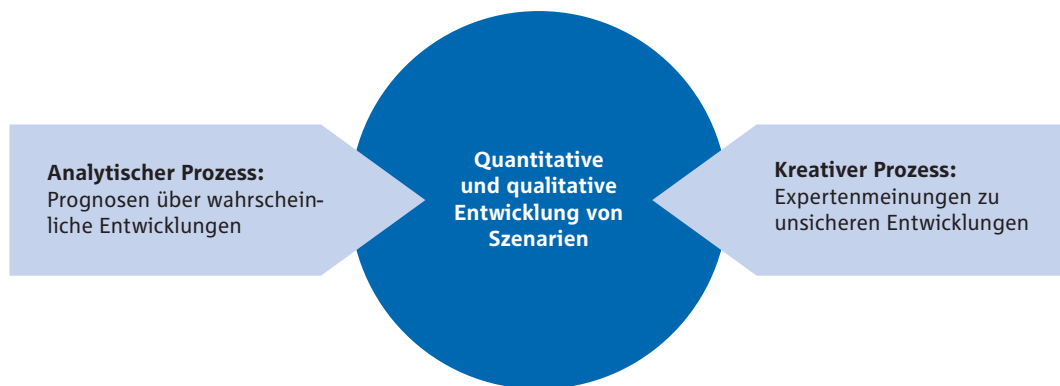 Analytischer Prozess:
Prognosen über wahrschein-
liche Entwicklungen
Quantitative
und qualitative
Entwicklung von
Szenarien
Kreativer Prozess:
Expertenmeinungen zu
unsicheren Entwicklungen